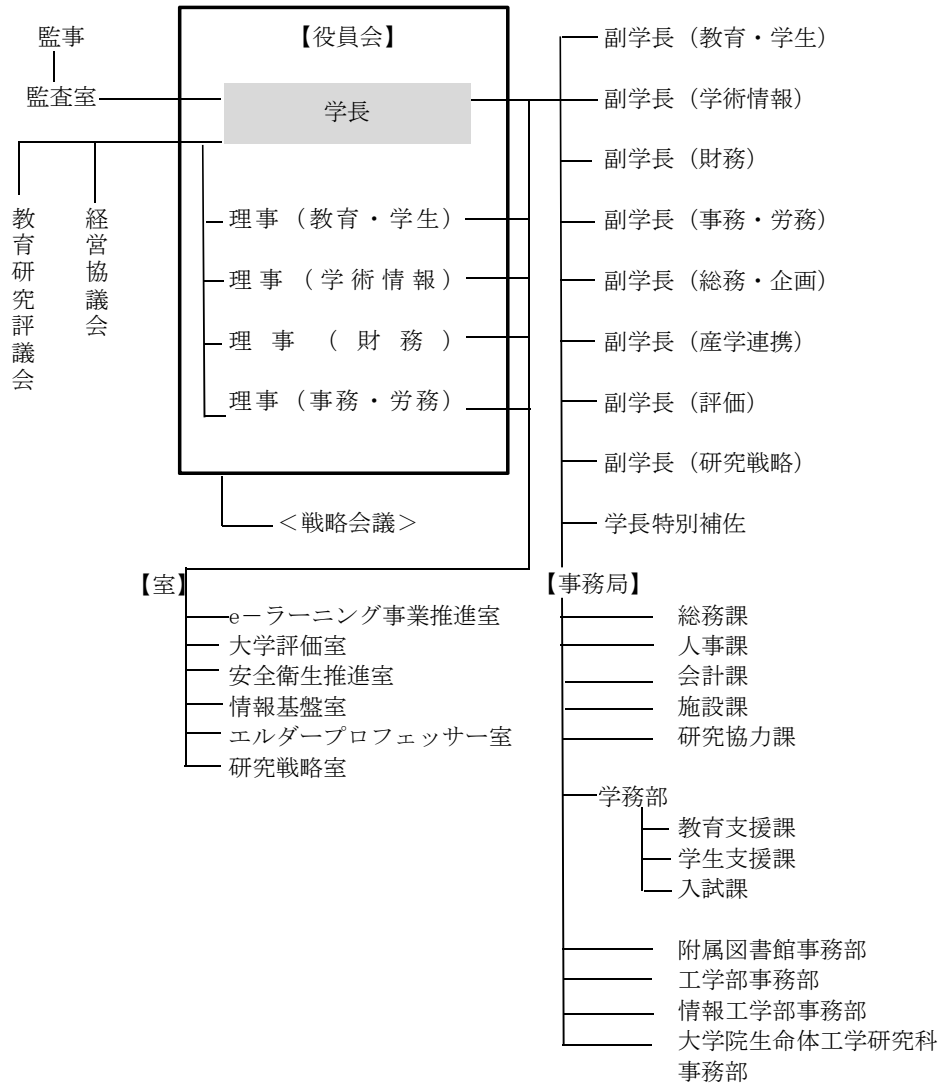 監事
監査室
教育研究評議会
経営協議会
【役員会】
学長
理事（教育・学生）
理事（学術情報）
理事（財務）
理事（事務・労務）
＜戦略会議＞
副学長（教育・学生）
副学長（学術情報）
副学長（財務）
副学長（事務・労務）
副学長（総務・企画）
副学長（産学連携）
副学長（評価）
副学長（研究戦略）
学長特別補佐
【室】
e－ラーニング事業推進室
大学評価室
安全衛生推進室
情報基盤室
エルダープロフェッサー室
研究戦略室
【事務局】
総務課
人事課
会計課
施設課
研究協力課
学務部
教育支援課
学生支援課
入試課
附属図書館事務部
工学部事務部
情報工学部事務部
大学院生命体工学研究科
事務部